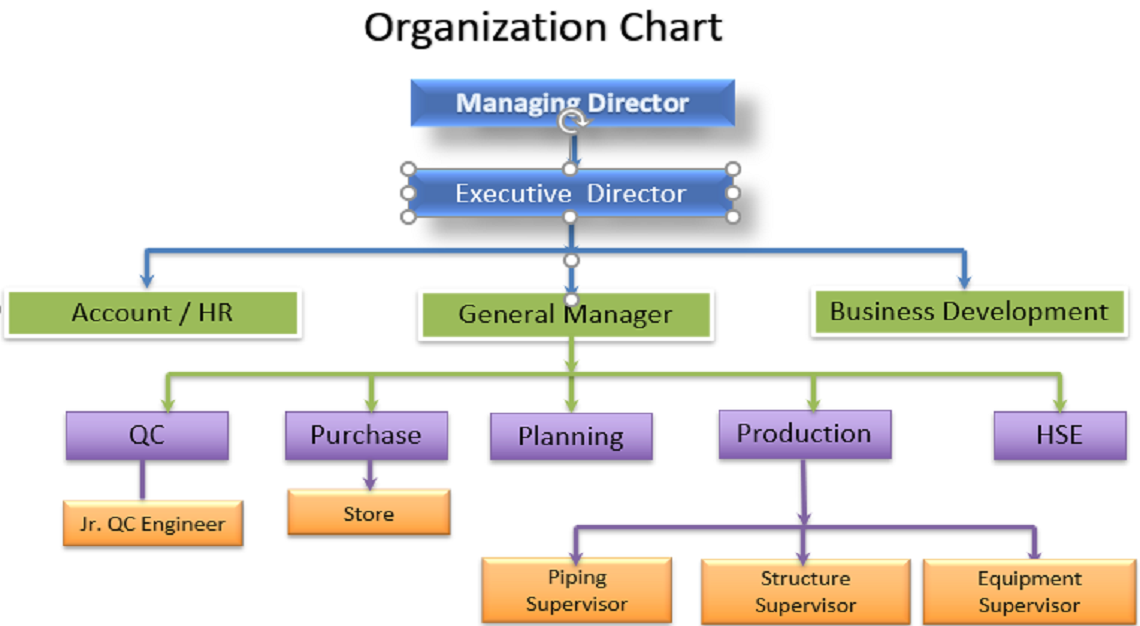 Organization Chart
Managing Director
Executive Director
Account / HR
General Manager
Business Development
QC
Purchase
Planning
Production
HSE
Jr. QC Engineer
Store
Piping
Supervisor
Structure
Supervisor
Equipment
Supervisor